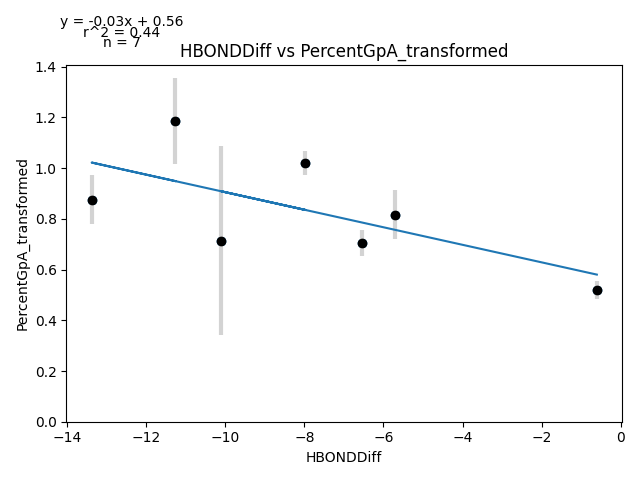 y = -0.03x + 0.56
r^2 = 0.44
n = 7
HBONDDiff vs PercentGpA_transformed
1.4
1.2
1.0
0.8
0.6
0.4
0.2
0.0
PercentGpA_transformed
−14 −12 −10 −8 −6 −4 −2 0
HBONDDiff